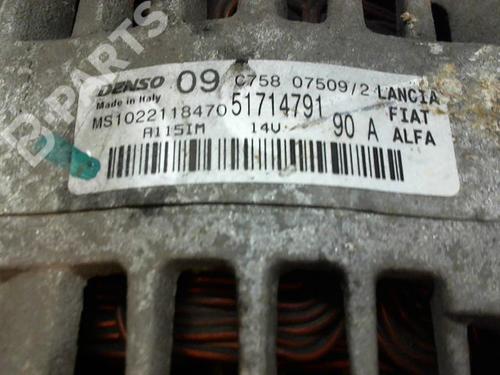 B-PARTS
DENSO 09 C758 07509/2 LANCIA
Made in Italy
MS1022118470 51714791 FIAT
A115IM 14V 90 A ALFA